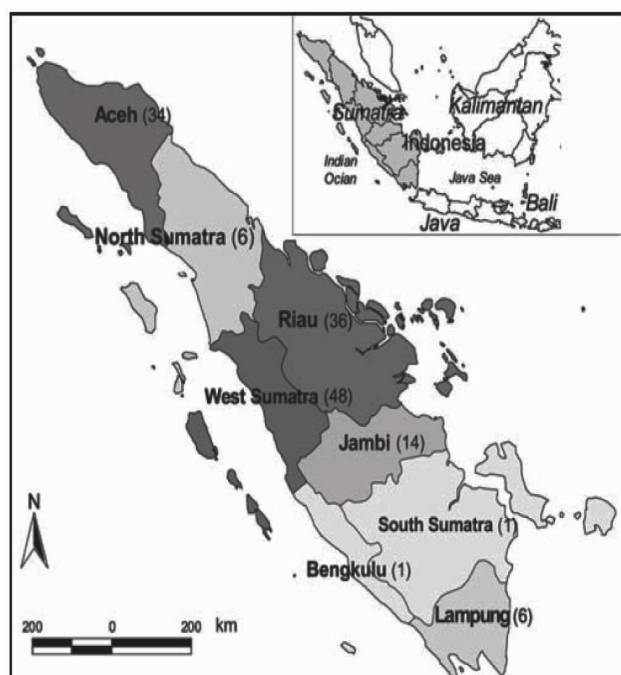 Aceh (34)
North Sumatra (6)
Riau (36)
West Sumatra (48)
Jambi (14)
South Sumatra (1)
Bengkulu (1)
Lampung (6)
N
200 0 200 km
Sumatra
Kalimantan
Indonesia
Indian
Ocian
Java Sea
Bali
Java